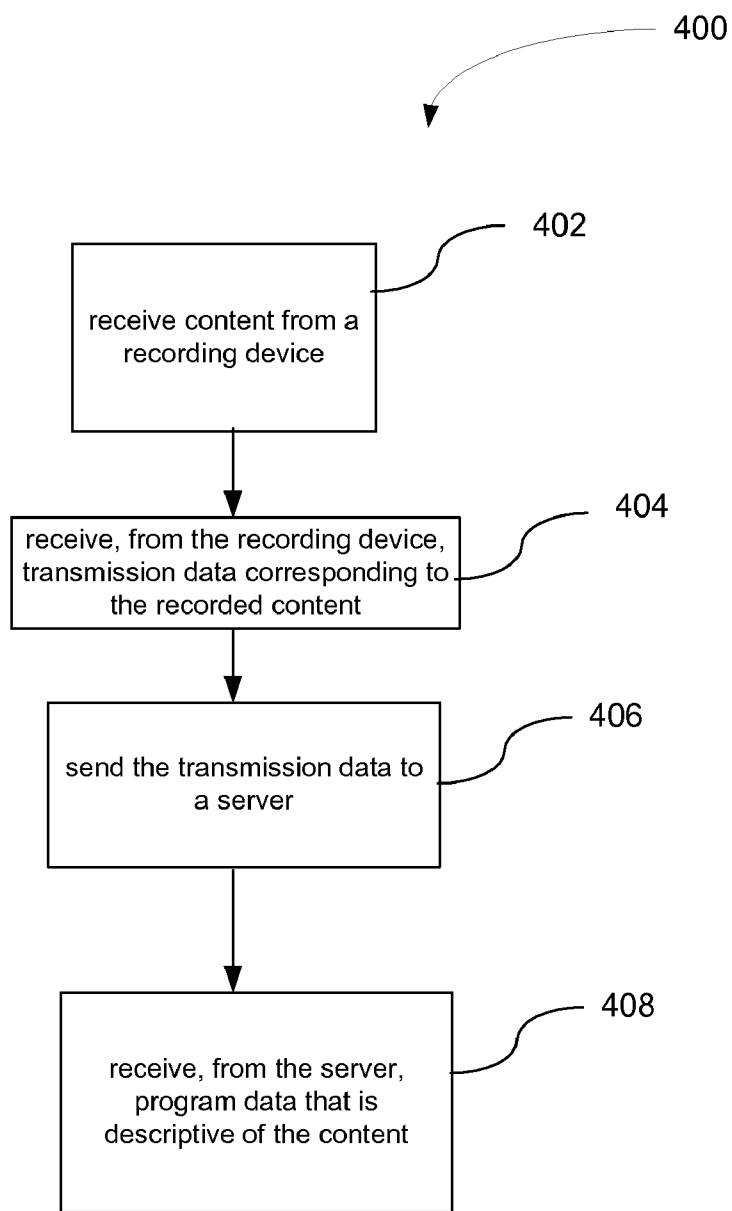 400
402
receive content from a
recording device
404
receive, from the recording device,
transmission data corresponding to
the recorded content
406
send the transmission data to
a server
408
receive, from the server,
program data that is
descriptive of the content